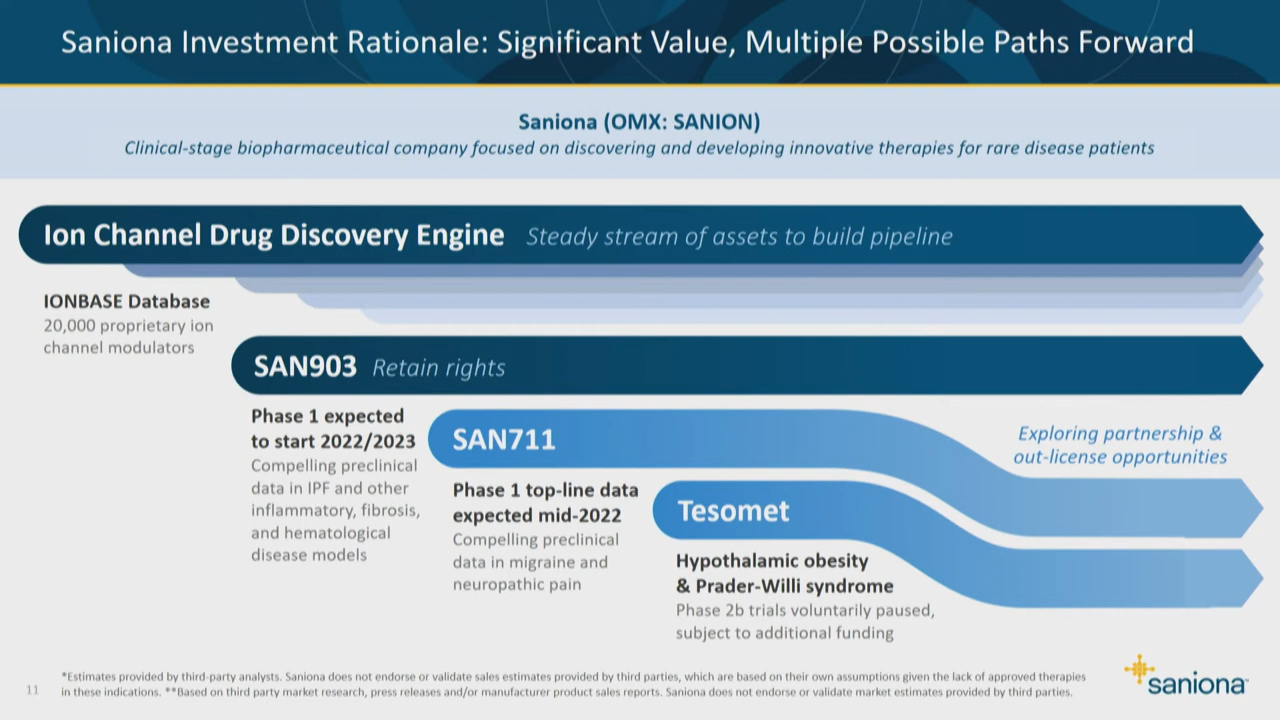 Saniona Investment Rationale: Significant Value, Multiple Possible Paths Forward
Saniona (OMX: SANION)
Clinical-stage biopharmaceutical company focused on discovering and developing innovative therapies for rare disease patients
Ion Channel Drug Discovery Engine Steady stream of assets to build pipeline
IONBASE Database
20,000 proprietary ion
channel modulators
SAN903 Retain rights
Phase 1 expected
to start 2022/2023
Compelling preclinical
data in IPF and other
inflammatory, fibrosis,
and hematological
disease models
SAN711
Phase 1 top-line data
expected mid-2022
Compelling preclinical
data in migraine and
neuropathic pain
Exploring partnership &
out-license opportunities
Tesomet
Hypothalamic obesity
& Prader-Willi syndrome
Phase 2b trials voluntarily paused,
subject to additional funding
11
*Estimates provided by third-party analysts. Saniona does not endorse or validate sales estimates provided by third parties, which are based on their own assumptions given the lack of approved therapies
in these indications. **Based on third party market research, press releases and/or manufacturer product sales reports. Saniona does not endorse or validate market estimates provided by third parties.
saniona